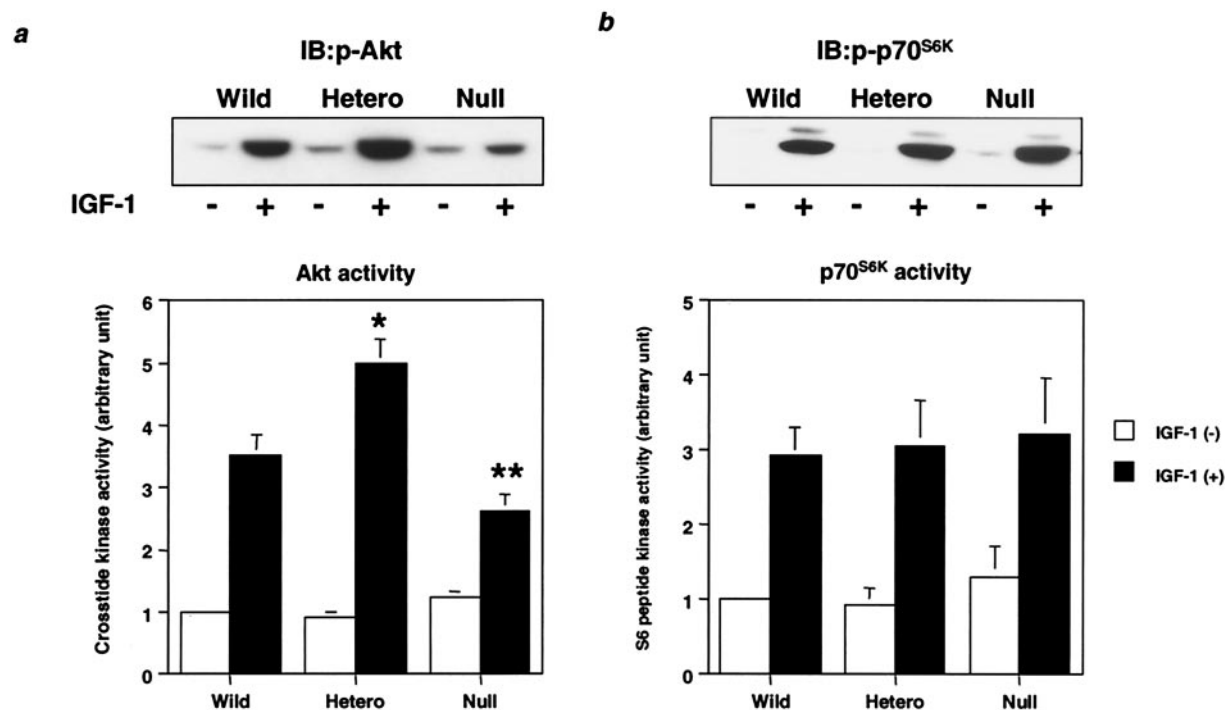 a
IB:p-Akt
Wild Hetero Null
IGF-1 - + - + - +
Akt activity
Crosstide kinase activity (arbitrary unit)
6
5
4
3
2
1
0
*
**
Wild Hetero Null
b
IB:p-p70S6K
Wild Hetero Null
- + - + - +
p70S6K activity
S6 peptide kinase activity (arbitrary unit)
5
4
3
2
1
0
Wild Hetero Null
IGF-1 (-)
IGF-1 (+)